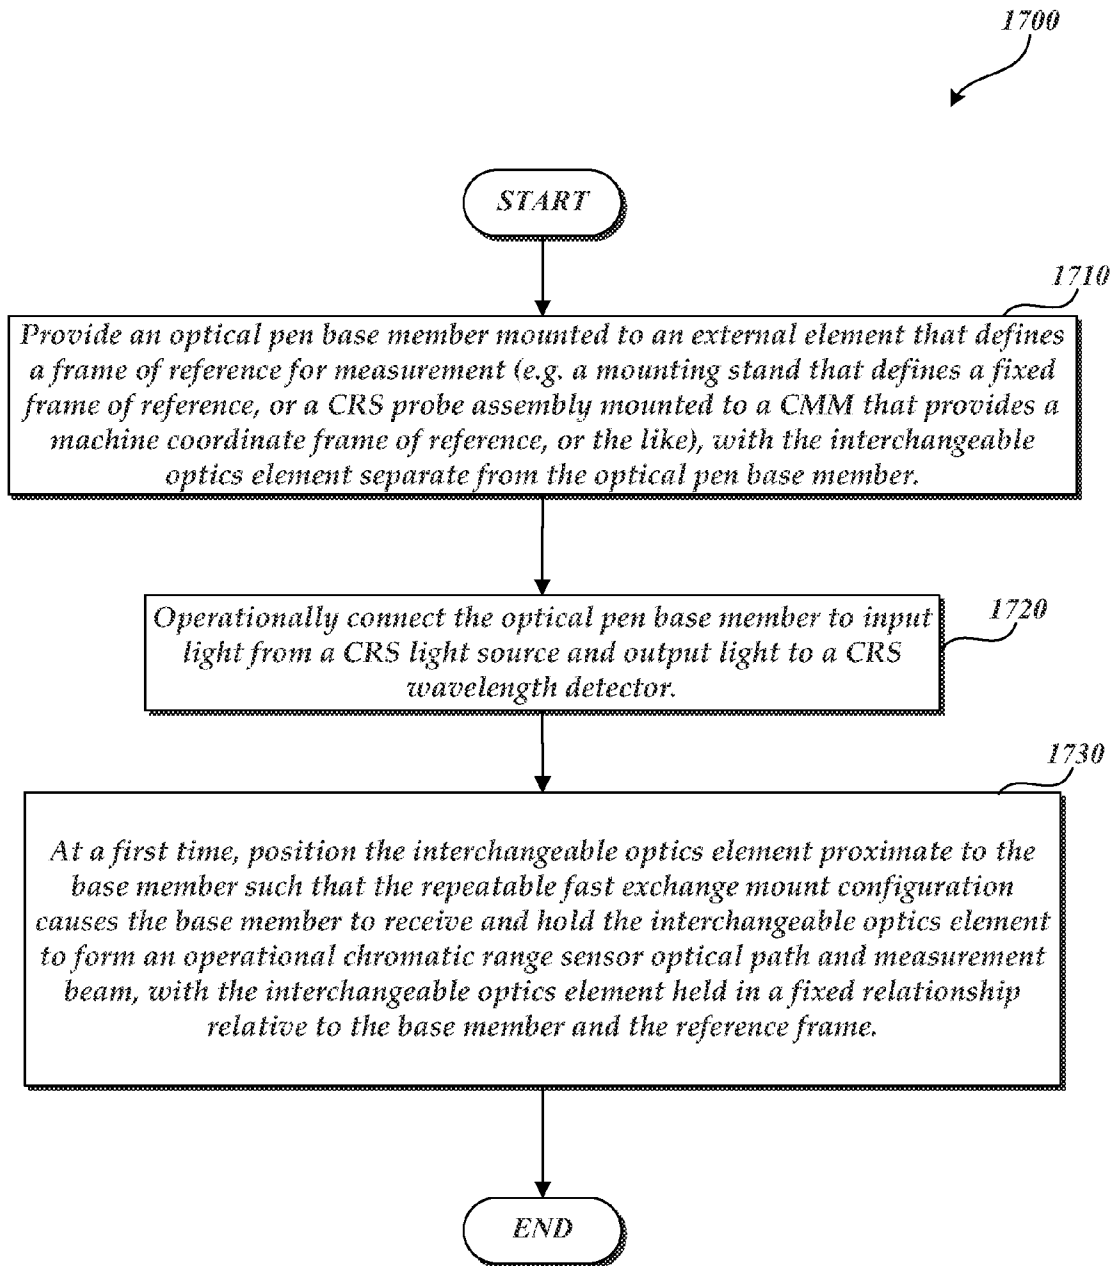 1700
START
1710
Provide an optical pen base member mounted to an external element that defines
a frame of reference for measurement (e.g. a mounting stand that defines a fixed
frame of reference, or a CRS probe assembly mounted to a CMM that provides a
machine coordinate frame of reference, or the like), with the interchangeable
optics element separate from the optical pen base member.
1720
Operationally connect the optical pen base member to input
light from a CRS light source and output light to a CRS
wavelength detector.
1730
At a first time, position the interchangeable optics element proximate to the
base member such that the repeatable fast exchange mount configuration
causes the base member to receive and hold the interchangeable optics element
to form an operational chromatic range sensor optical path and measurement
beam, with the interchangeable optics element held in a fixed relationship
relative to the base member and the reference frame.
END